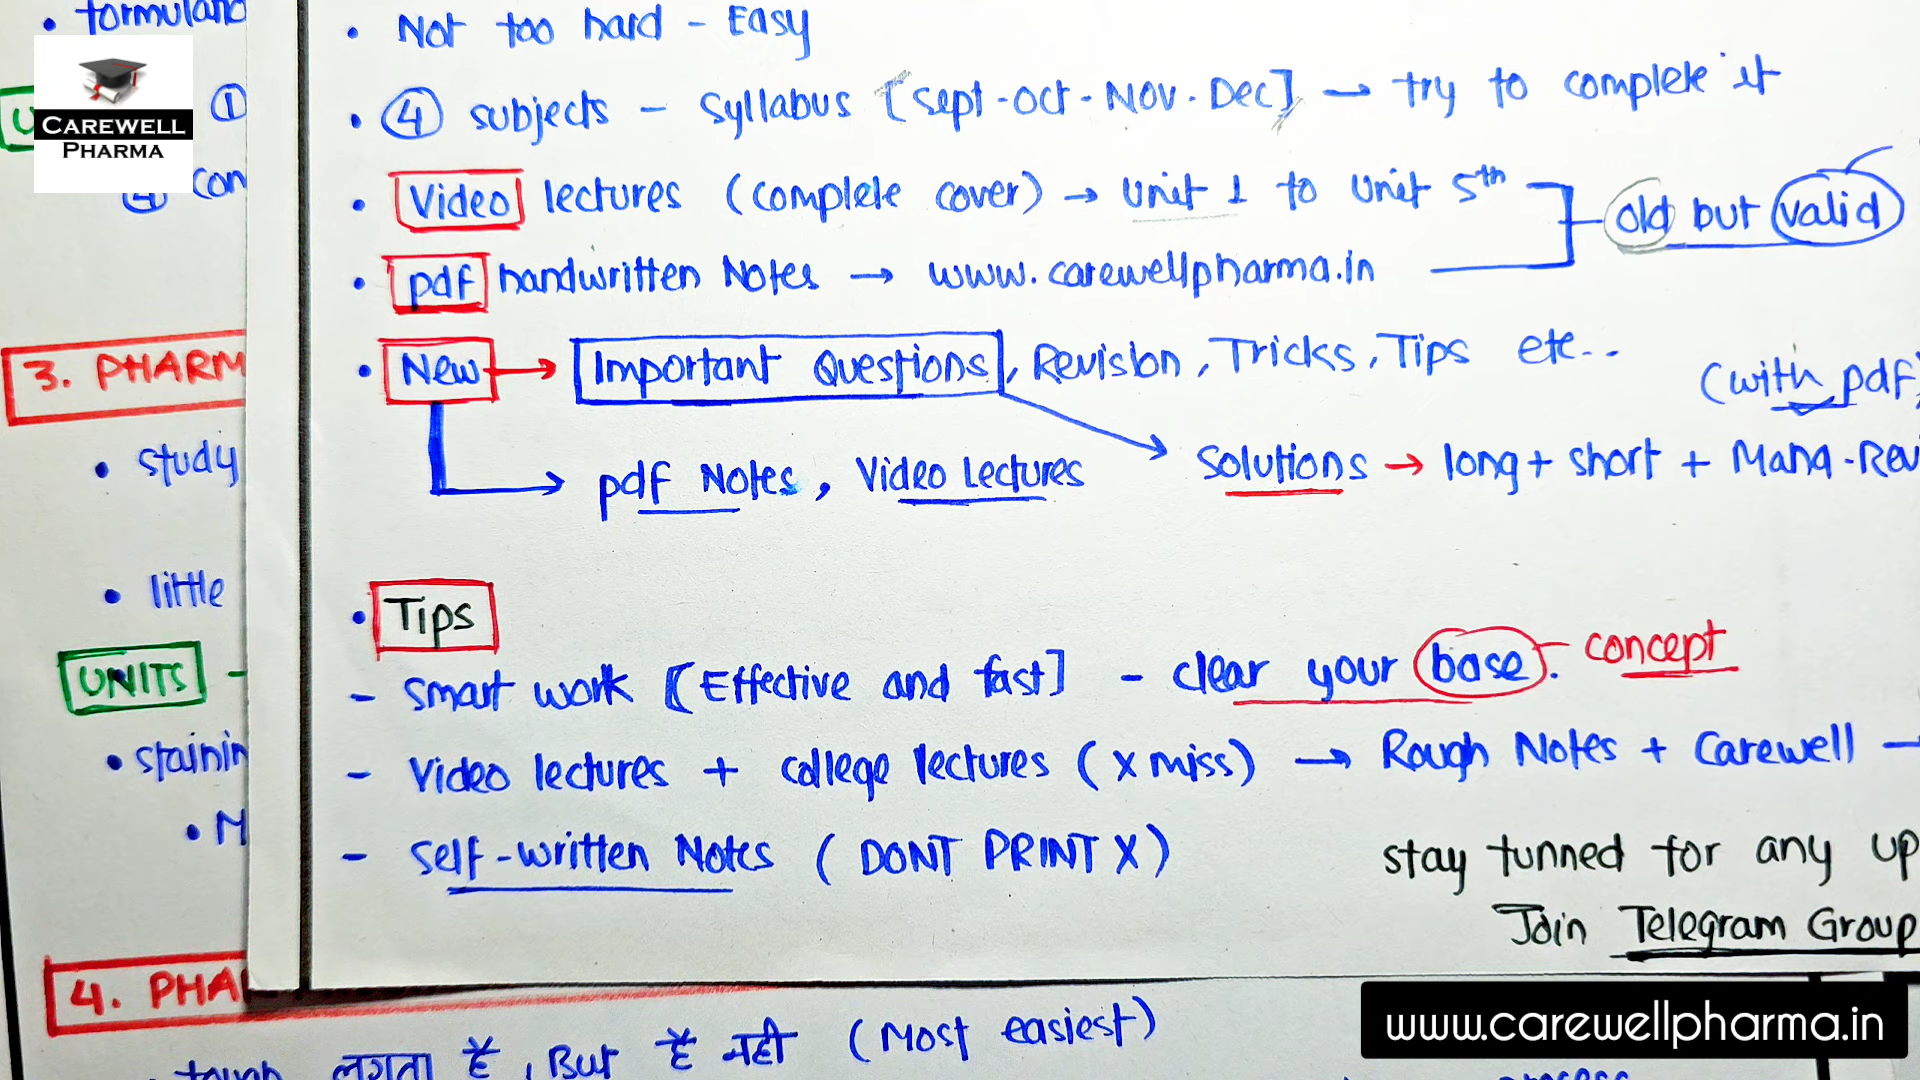 CAREWELL
PHARMA
• Not too hard - Easy
• ④ subjects - syllabus [Sept-Oct-Nov-Dec] → try to complete it
• Video lectures (complete cover) → Unit 1 to Unit 5th
old but valid
• pdf handwritten Notes → www.carewellpharma.in
• New → Important Questions, Revision, Tricks, Tips etc..
(with pdf)
→ pdf Notes, Video Lectures
→ Solutions → long + short + Maha-Rev
• Tips
- Smart work [Effective and fast] - clear your base. concept
- Video lectures + college lectures (X miss) → Rough Notes + Carewell →
- Self-written Notes (DONT PRINT X)
stay tunned for any up
Join Telegram Group
①
con
3. PHARM
• study
• little
UNITS -
• stainin
• M
4. PHA
tough लगता है, But है नही (Most easiest)
www.carewellpharma.in